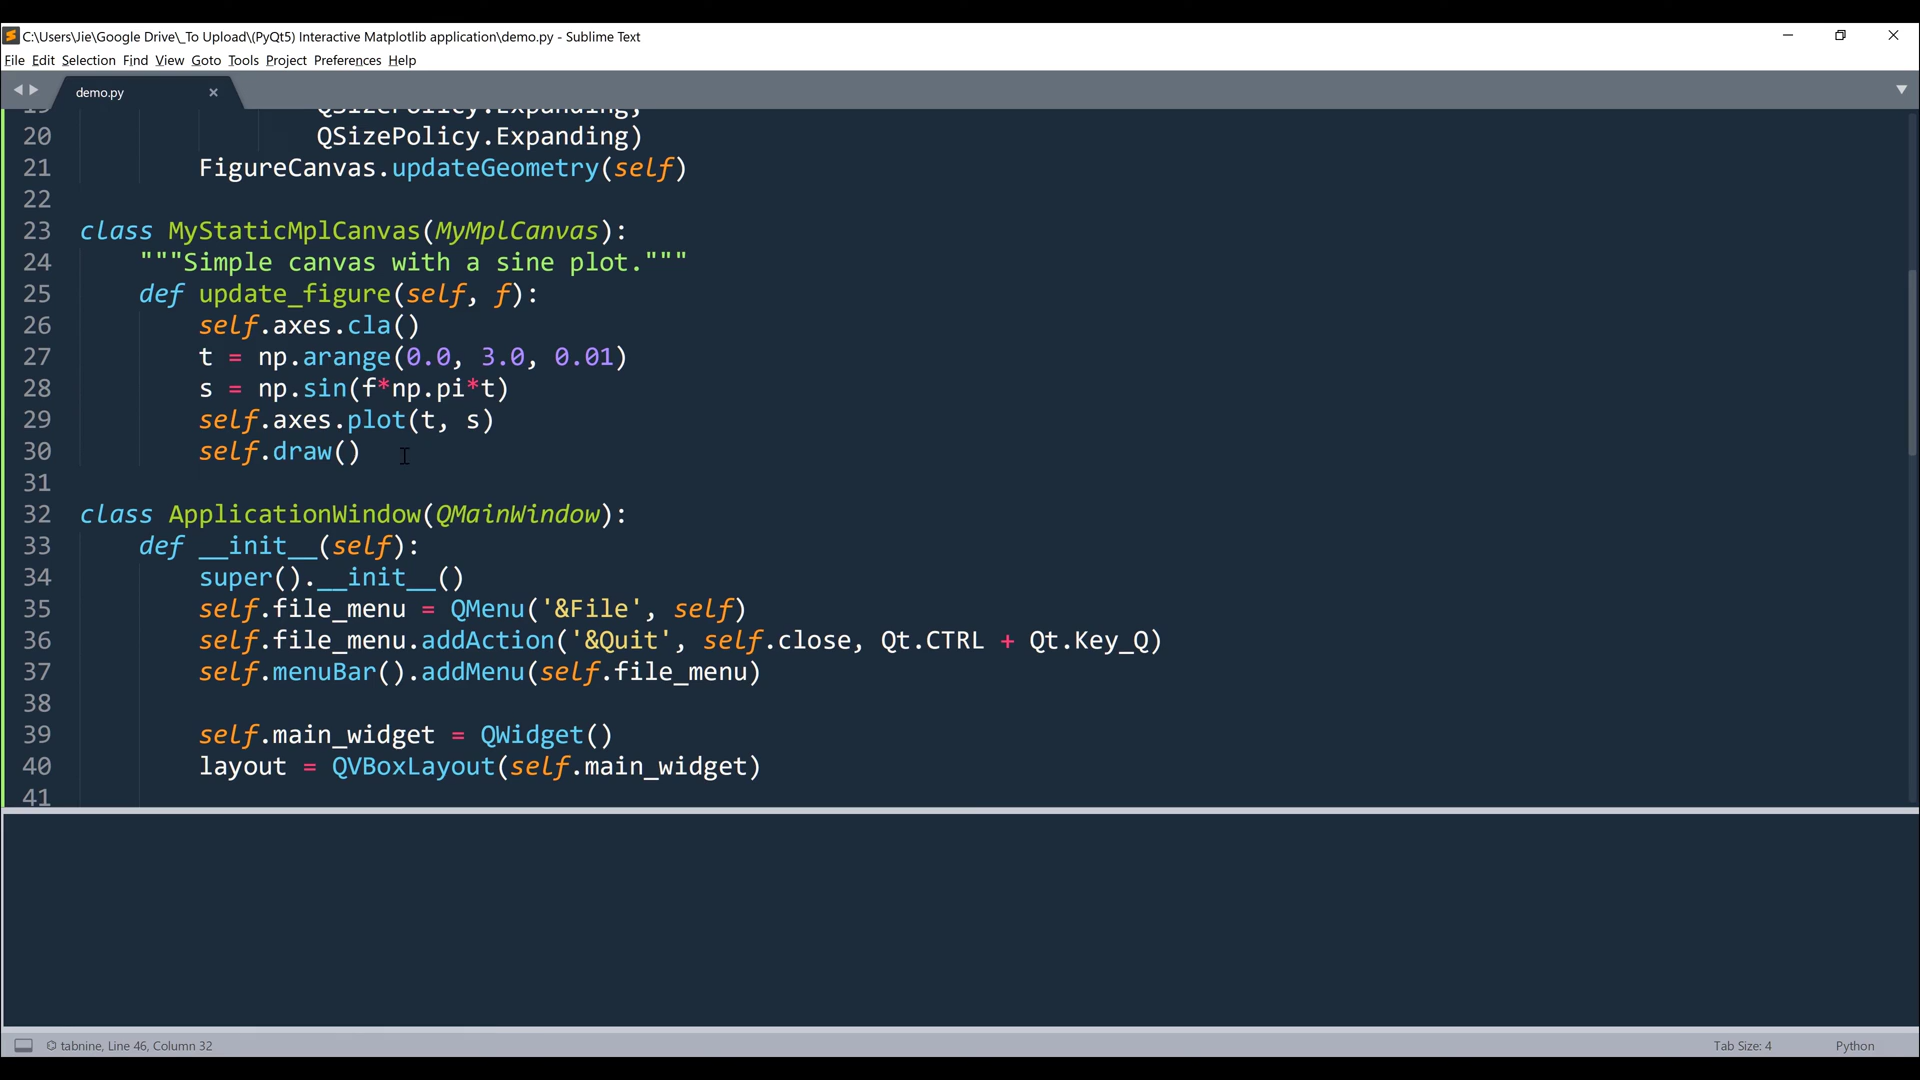 C:\Users\Jie\Google Drive\_To Upload\(PyQt5) Interactive Matplotlib application\demo.py - Sublime Text
File Edit Selection Find View Goto Tools Project Preferences Help
demo.py
19 QSizePolicy.Expanding,
20 QSizePolicy.Expanding)
21 FigureCanvas.updateGeometry(self)
22
23 class MyStaticMplCanvas(MyMplCanvas):
24 """Simple canvas with a sine plot."""
25 def update_figure(self, f):
26 self.axes.cla()
27 t = np.arange(0.0, 3.0, 0.01)
28 s = np.sin(f*np.pi*t)
29 self.axes.plot(t, s)
30 self.draw()
31
32 class ApplicationWindow(QMainWindow):
33 def __init__(self):
34 super().__init__()
35 self.file_menu = QMenu('&File', self)
36 self.file_menu.addAction('&Quit', self.close, Qt.CTRL + Qt.Key_Q)
37 self.menuBar().addMenu(self.file_menu)
38
39 self.main_widget = QWidget()
40 layout = QVBoxLayout(self.main_widget)
41
tabnine, Line 46, Column 32
Tab Size: 4
Python